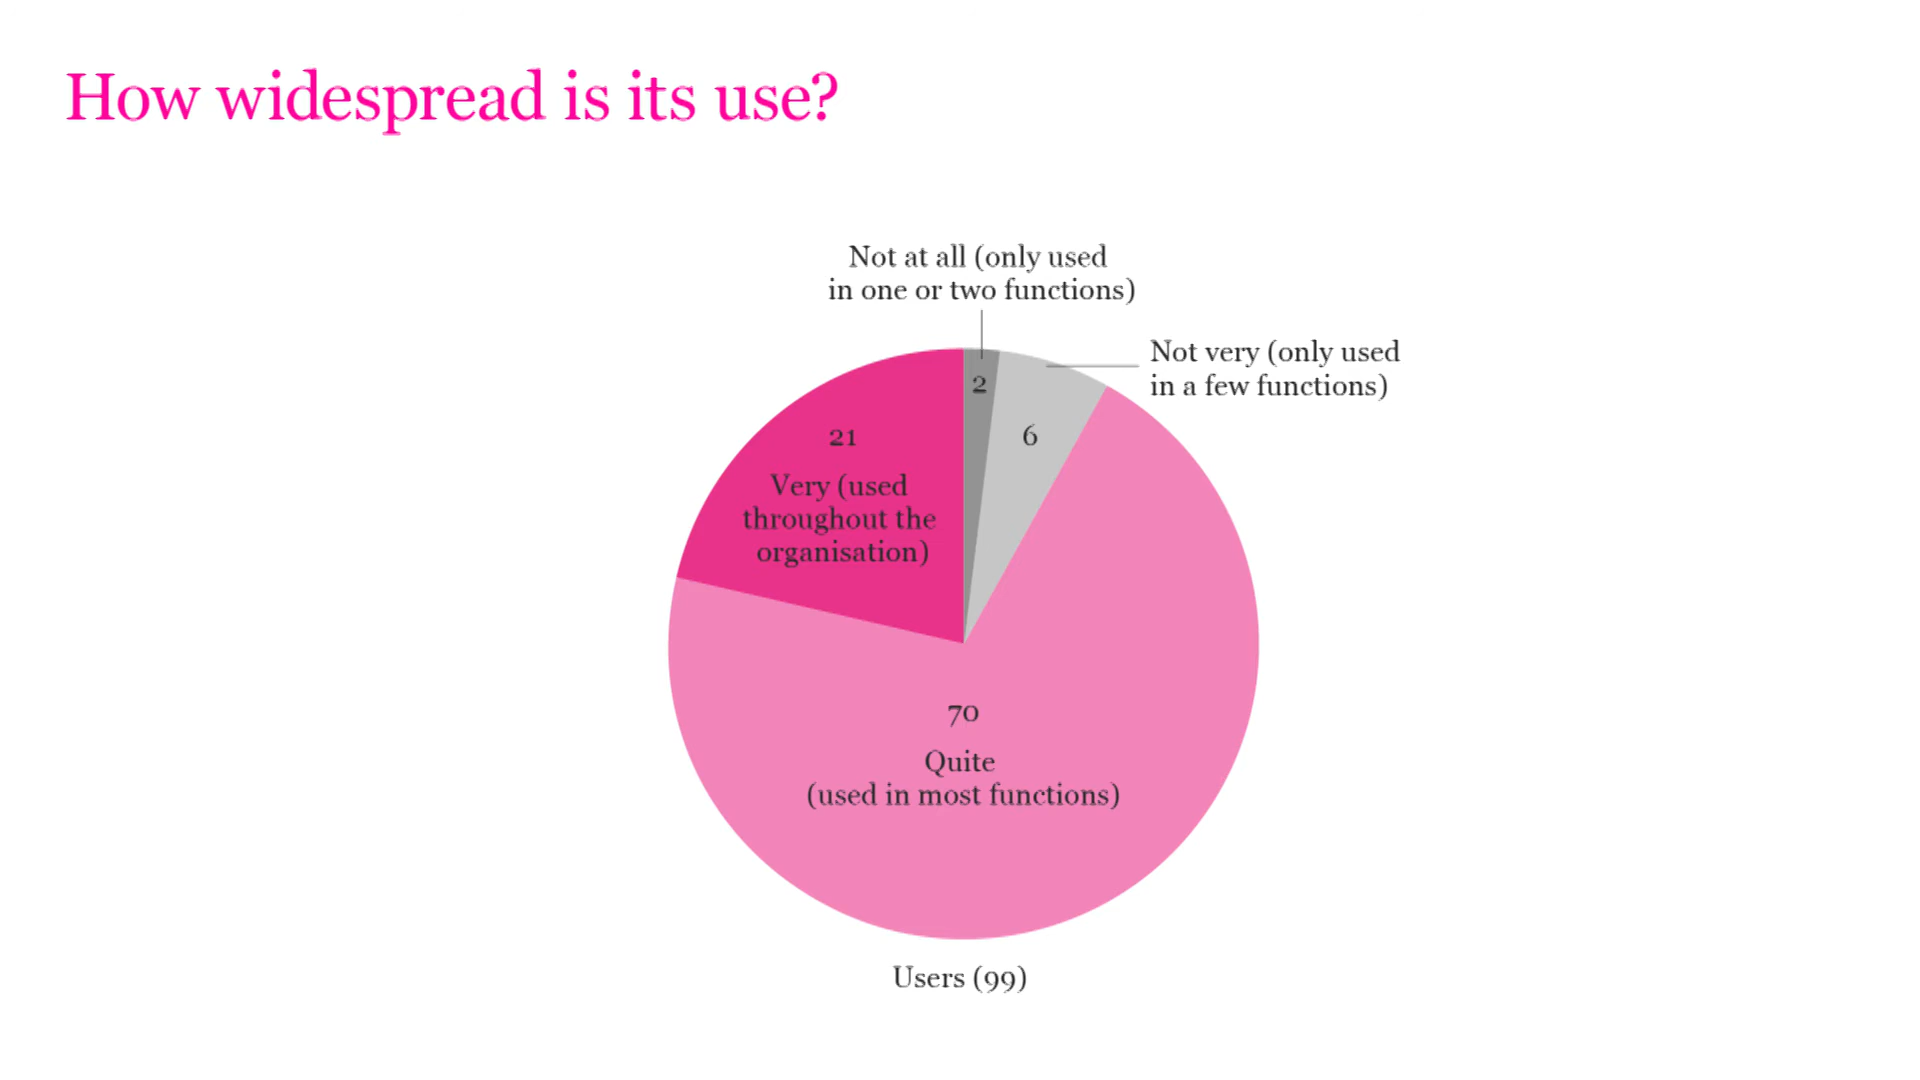 How widespread is its use?
Not at all (only used
in one or two functions)
Not very (only used
in a few functions)
2
6
21
Very (used
throughout the
organisation)
70
Quite
(used in most functions)
Users (99)